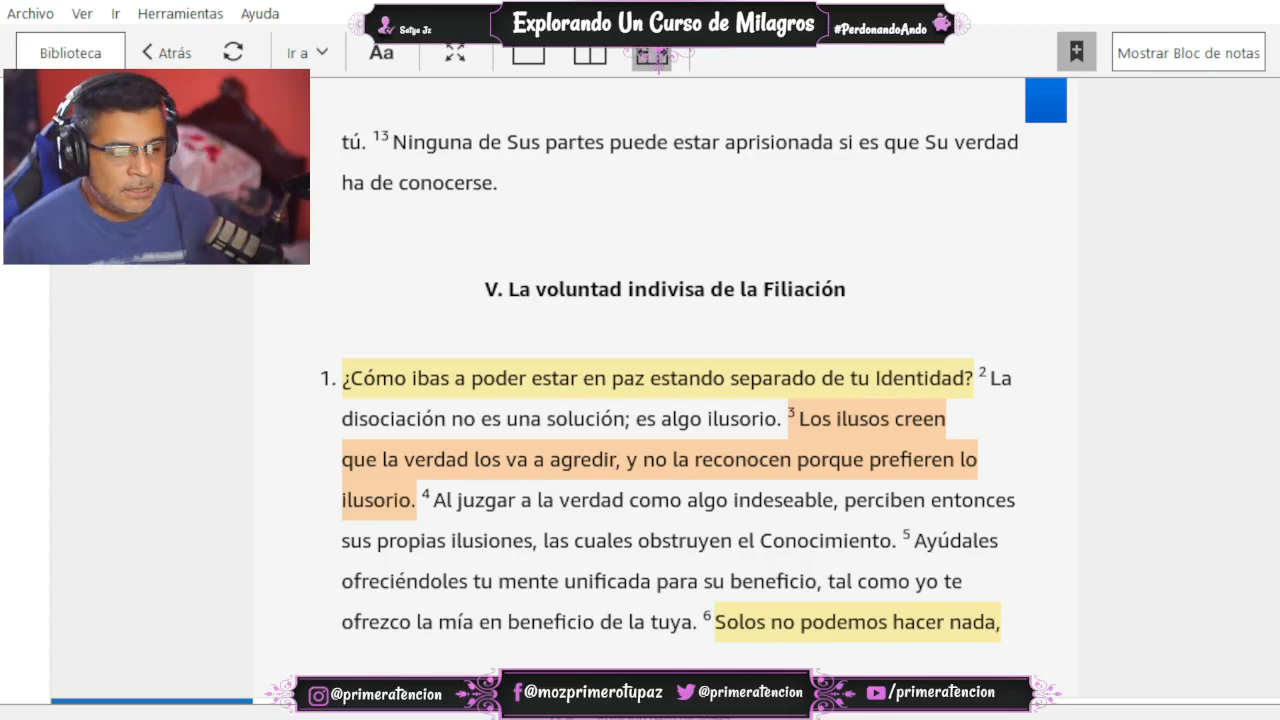 Archivo Ver Ir Herramientas Ayuda
Satya Jz
Explorando Un Curso de Milagros
#PerdonandoAndo
Biblioteca
Atrás
Ir a
Aa
Mostrar Bloc de notas
tú. 13 Ninguna de Sus partes puede estar aprisionada si es que Su verdad
ha de conocerse.
V. La voluntad indivisa de la Filiación
1. ¿Cómo ibas a poder estar en paz estando separado de tu Identidad? 2 La
disociación no es una solución; es algo ilusorio. 3 Los ilusos creen
que la verdad los va a agredir, y no la reconocen porque prefieren lo
ilusorio. 4 Al juzgar a la verdad como algo indeseable, perciben entonces
sus propias ilusiones, las cuales obstruyen el Conocimiento. 5 Ayúdales
ofreciéndoles tu mente unificada para su beneficio, tal como yo te
ofrezco la mía en beneficio de la tuya. 6 Solos no podemos hacer nada,
@primeratencion
@mozprimerotupaz
@primeratencion
/primeratencion